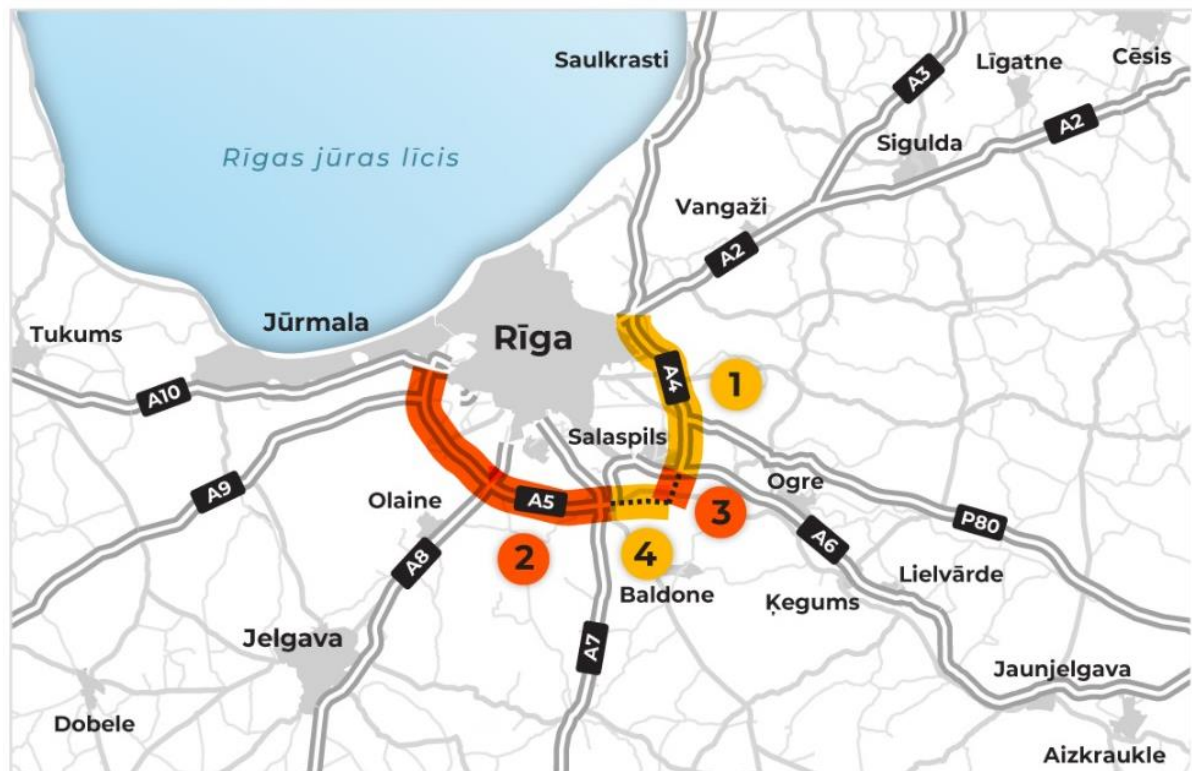 Saulkrasti
Līgatne
Cēsis
A3
A2
Sigulda
Rīgas jūras līcis
Vangaži
A2
Tukums
Jūrmala
Rīga
A10
A4
1
Salaspils
A9
Olaine
A5
Ogre
3
P80
2
4
A6
A8
Baldone
Lielvārde
Ķegums
Jelgava
A7
Jaunjelgava
Dobele
Aizkraukle